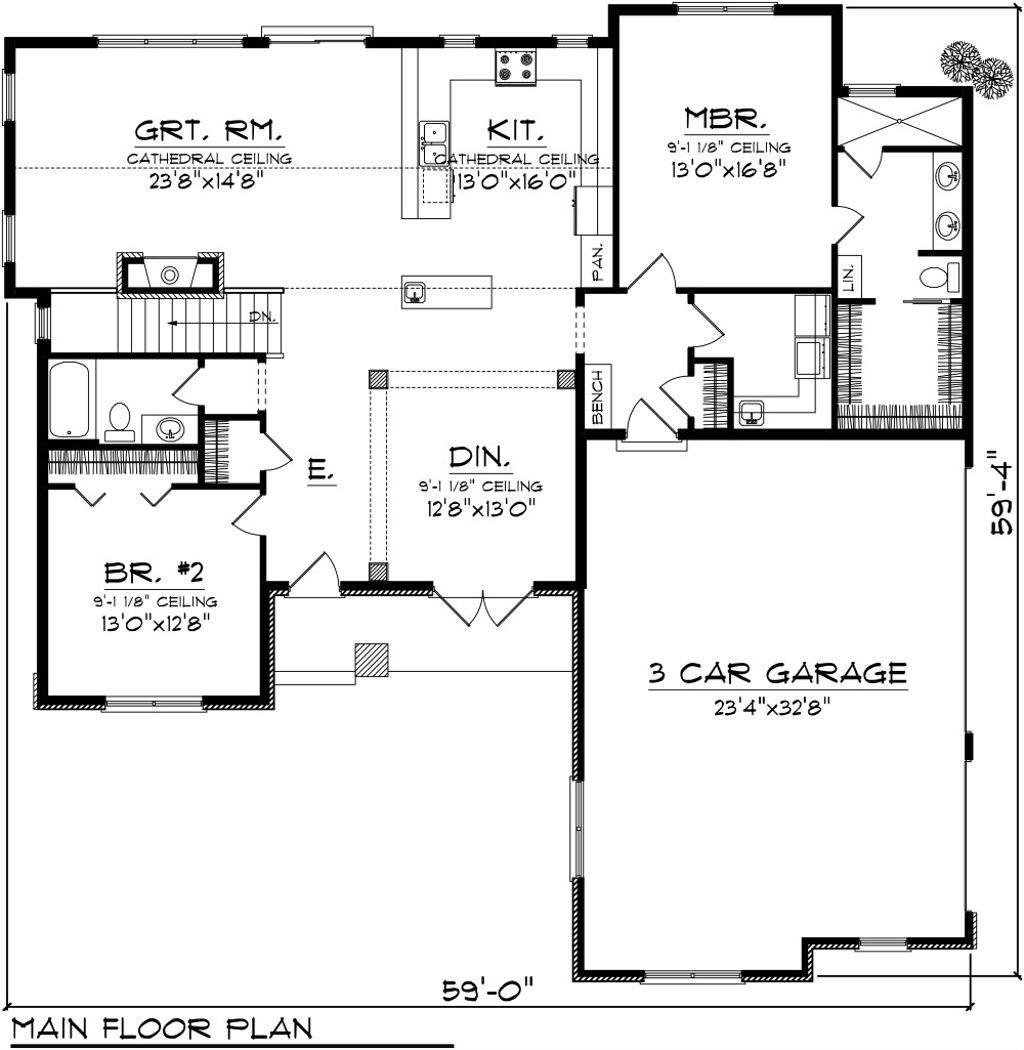 GRT. RM.
CATHEDRAL CEILING
23'8"x14'8"
KIT.
CATHEDRAL CEILING
13'0"x16'0"
MBR.
9'-1 1/8" CEILING
13'0"x16'8"
PAN.
LIN.
DN.
BENCH
E.
DIN.
9'-1 1/8" CEILING
12'8"x13'0"
BR. #2
9'-1 1/8" CEILING
13'0"x12'8"
3 CAR GARAGE
23'4"x32'8"
59'-4"
59'-0"
MAIN FLOOR PLAN